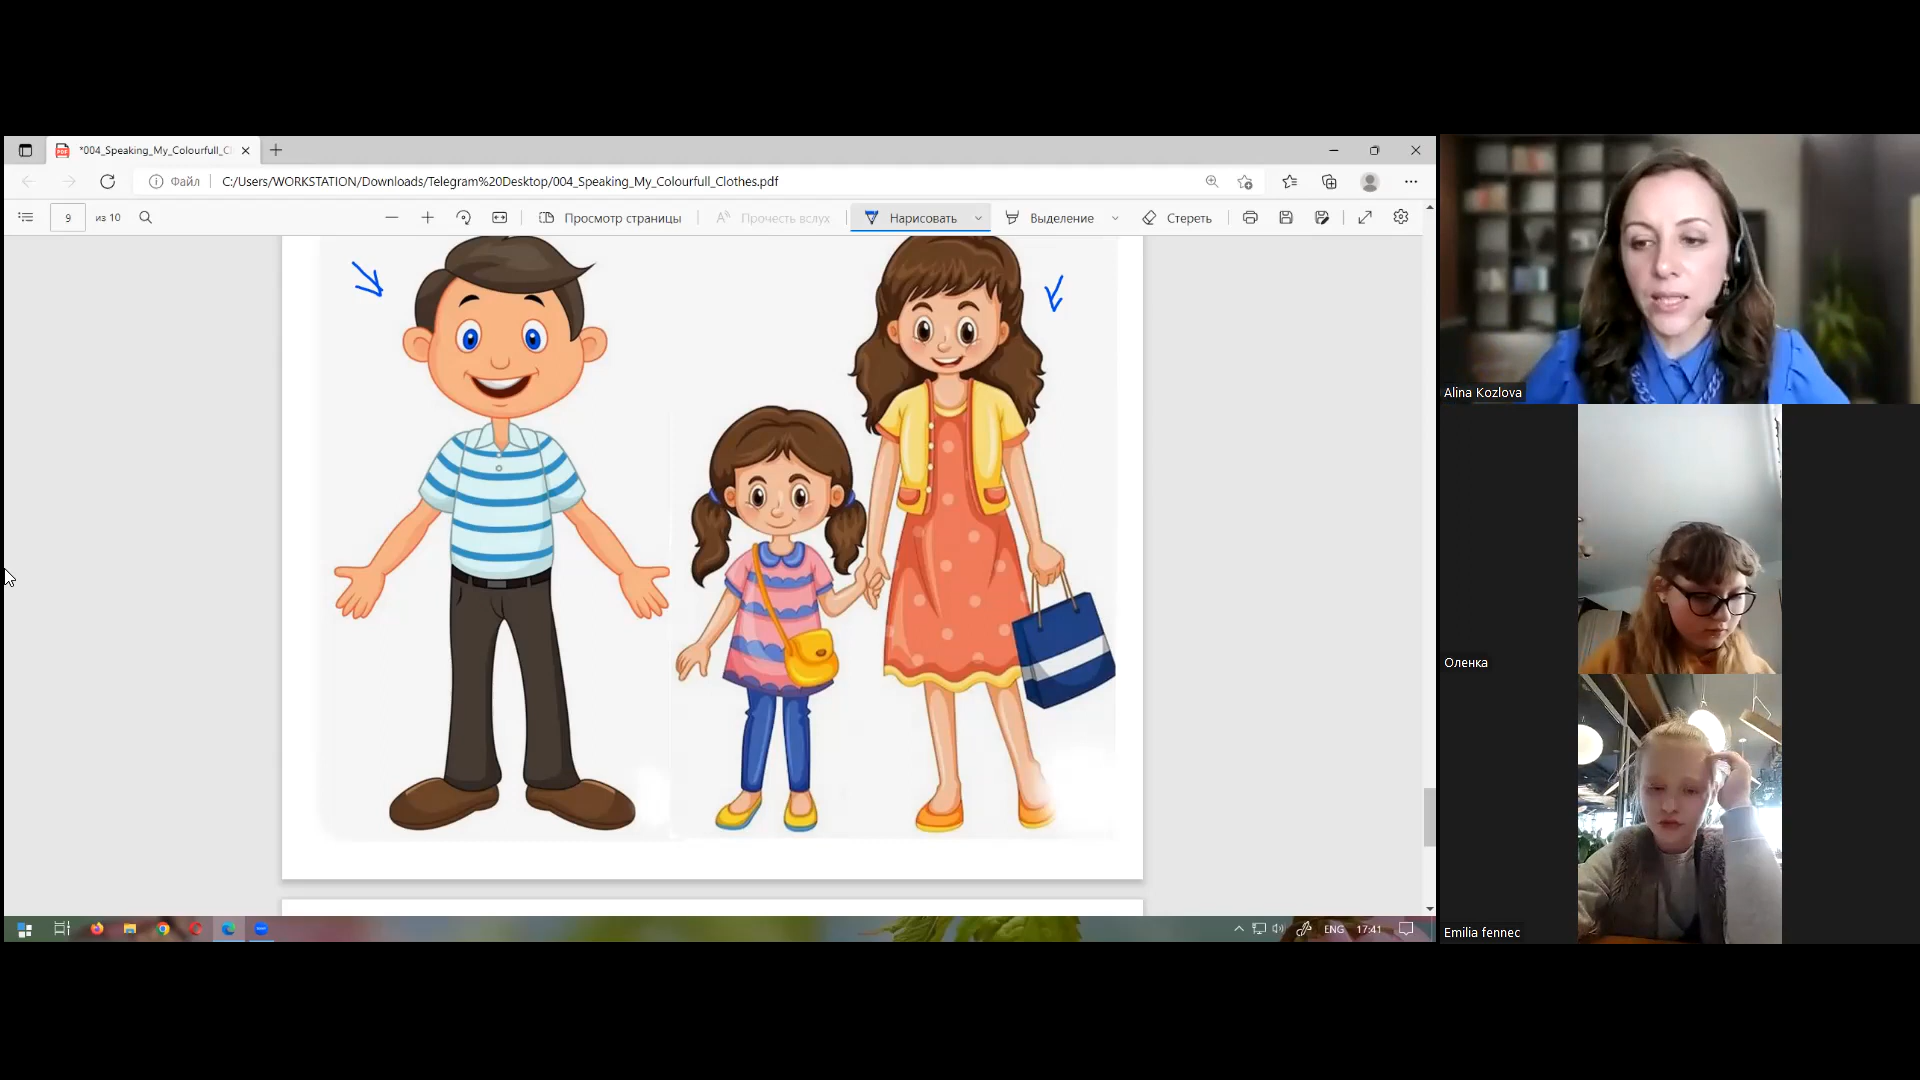 *004_Speaking_My_Colourfull_Cl
Файл
C:/Users/WORKSTATION/Downloads/Telegram%20Desktop/004_Speaking_My_Colourfull_Clothes.pdf
9 из 10
Просмотр страницы
Прочесть вслух
Нарисовать
Выделение
Стереть
Alina Kozlova
Оленка
Emilia fennec
ENG 17:41